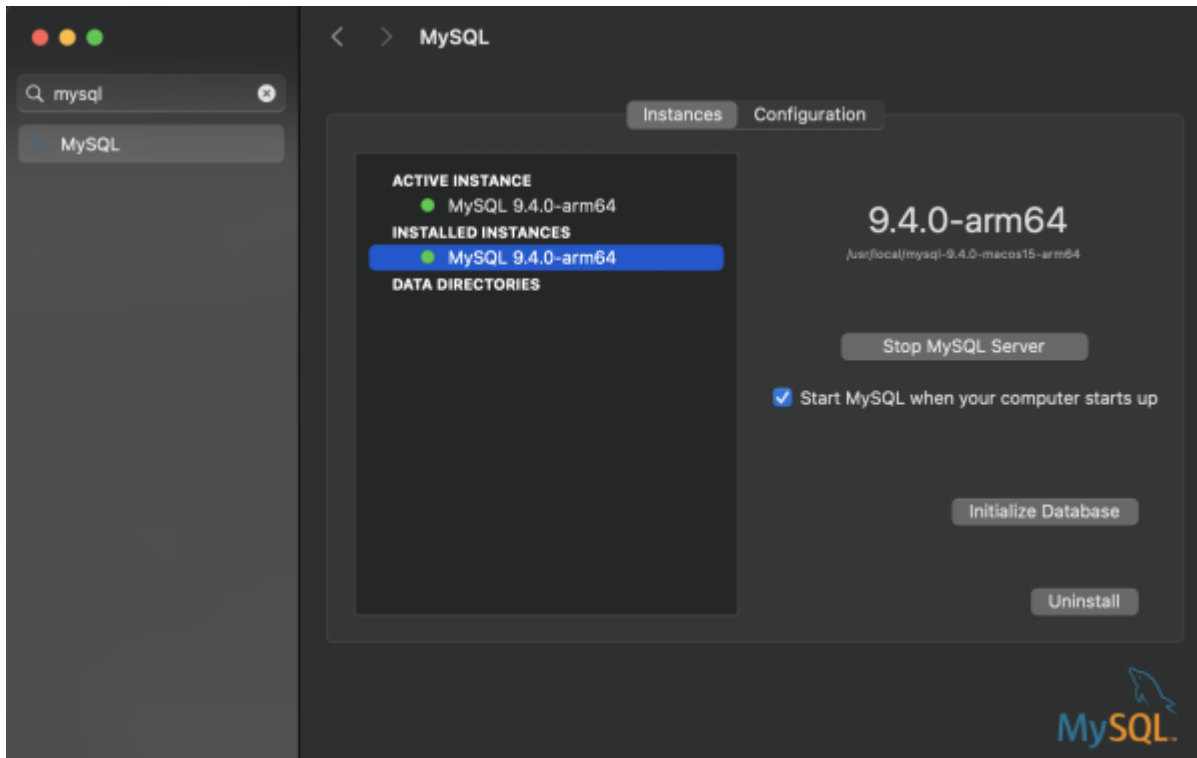 MySQL
mysql
MySQL
Instances
Configuration
ACTIVE INSTANCE
MySQL 9.4.0-arm64
INSTALLED INSTANCES
MySQL 9.4.0-arm64
DATA DIRECTORIES
9.4.0-arm64
/usr/local/mysql-9.4.0-macos15-arm64
Stop MySQL Server
Start MySQL when your computer starts up
Initialize Database
Uninstall
MySQL™